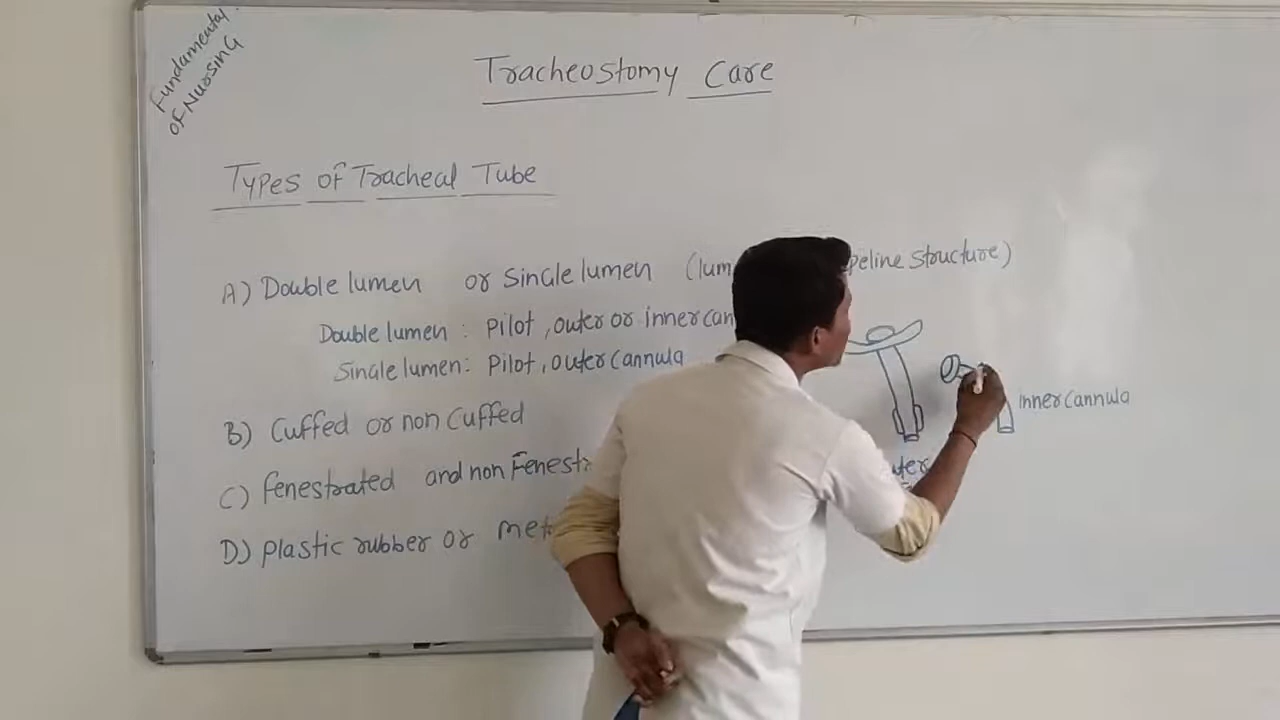 Fundamental
of Nursing
Tracheostomy Care
Types of Tracheal Tube
A) Double lumen or Single lumen (lum peline structure)
Double lumen : Pilot , outer or inner can
Single lumen: Pilot , outer cannula
B) Cuffed or non Cuffed
C) fenestrated and non Fenest
D) Plastic rubber or met
inner Cannula